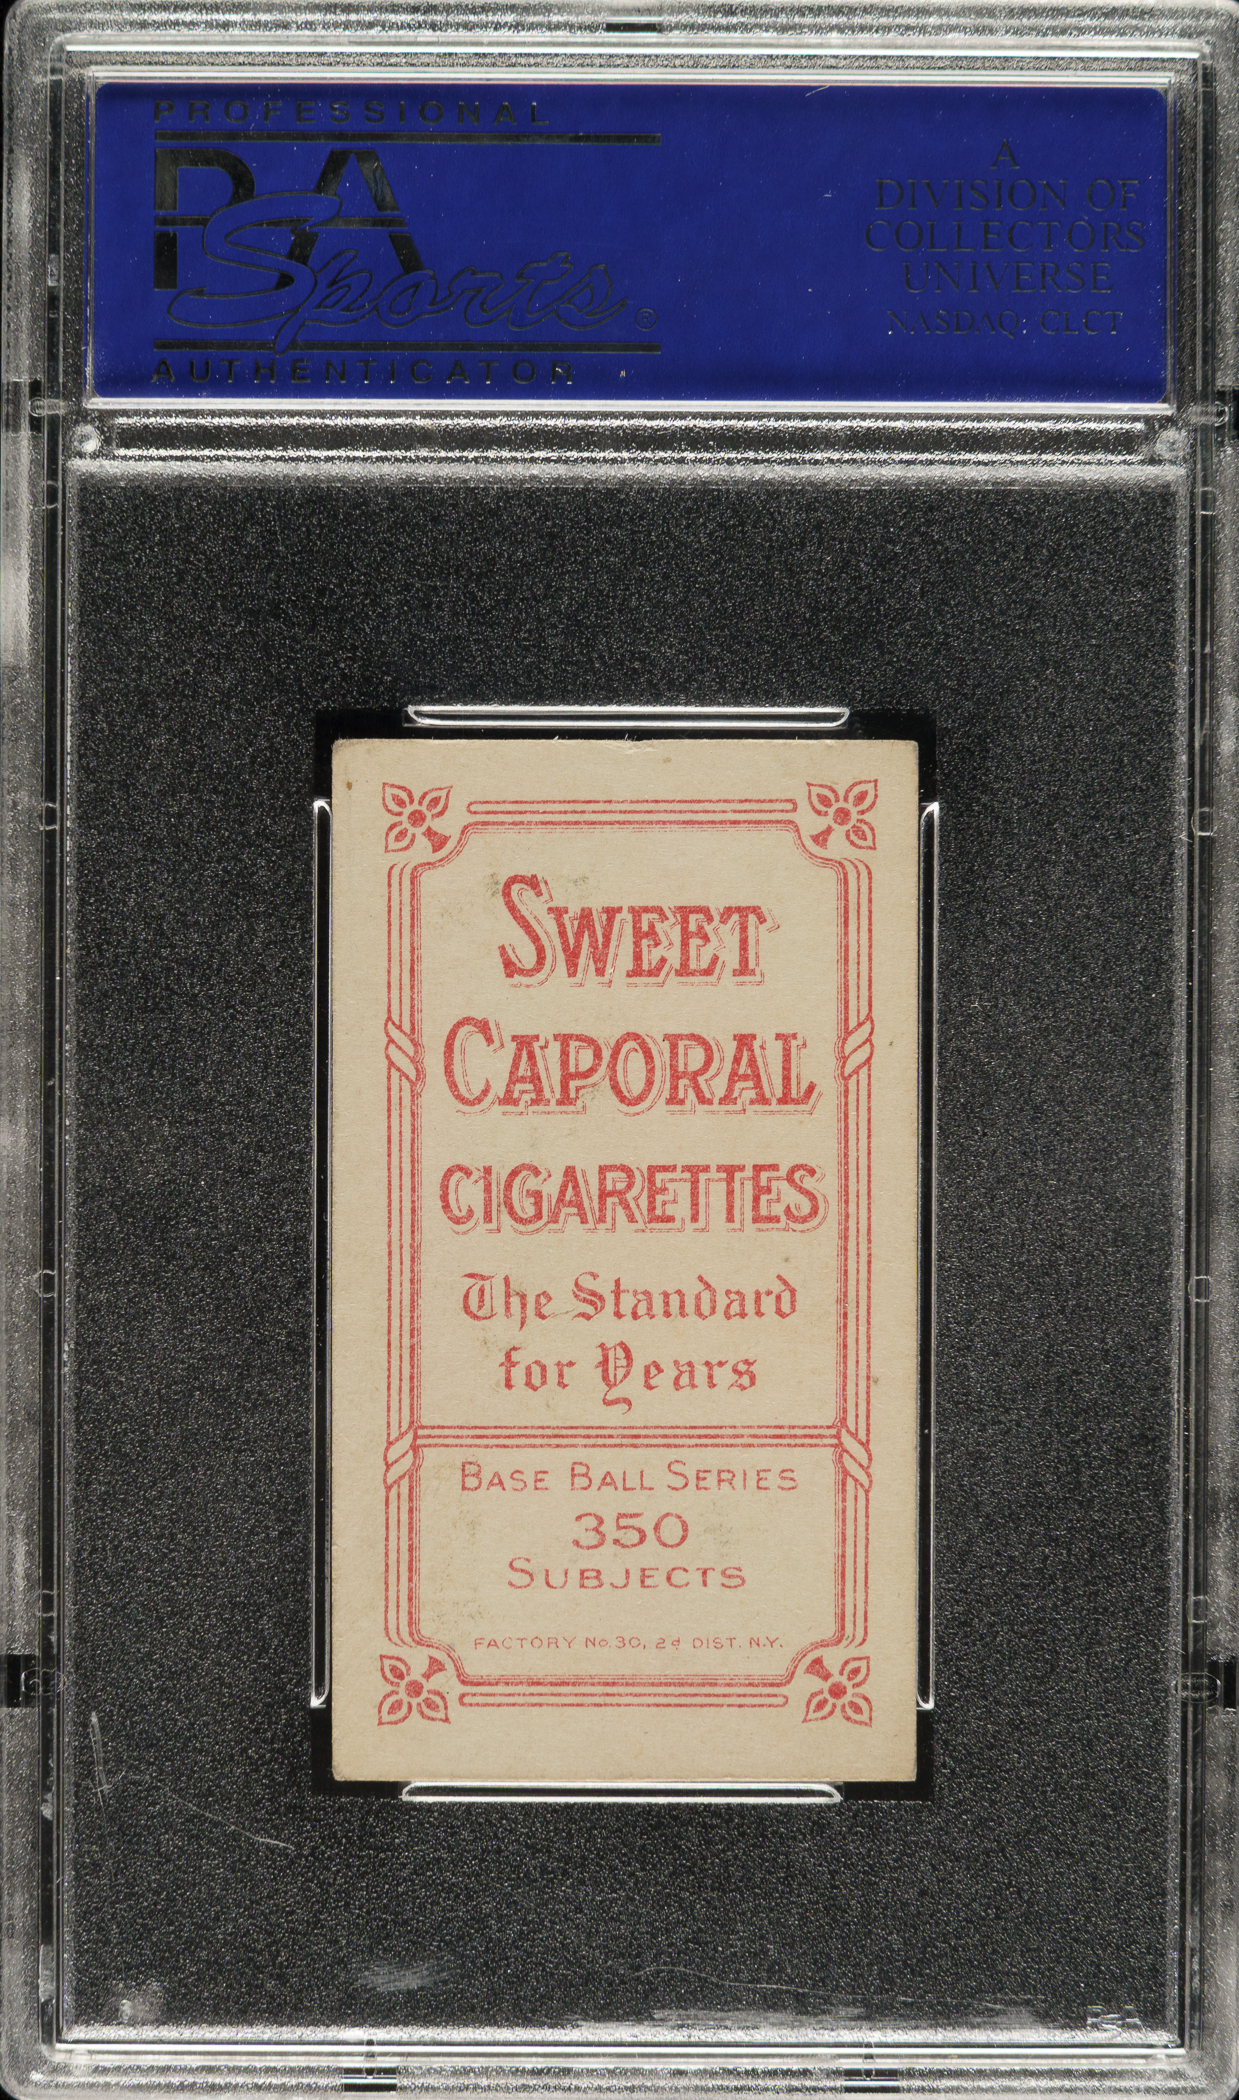 PROFESSIONAL
PSA
Sports®
AUTHENTICATOR
A
DIVISION OF
COLLECTORS
UNIVERSE
NASDAQ: CLCT
SWEET
CAPORAL
CIGARETTES
The Standard
for Years
BASE BALL SERIES
350
SUBJECTS
FACTORY No. 30, 2d DIST. N.Y.
PSA